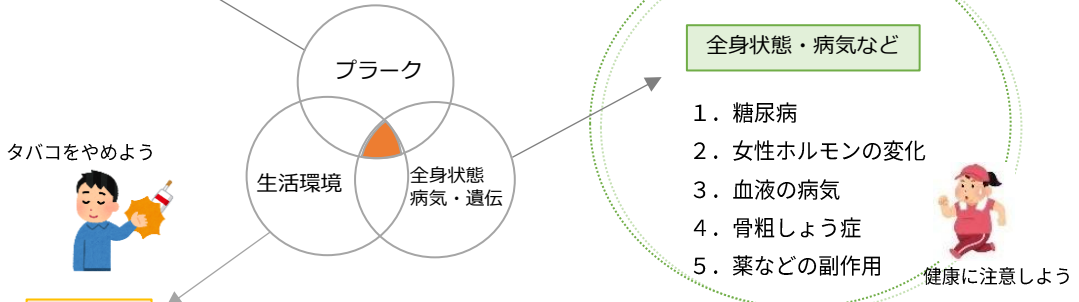 プラーク
生活環境
全身状態
病気・遺伝
タバコをやめよう
全身状態・病気など
１．糖尿病
２．女性ホルモンの変化
３．血液の病気
４．骨粗しょう症
５．薬などの副作用
健康に注意しよう